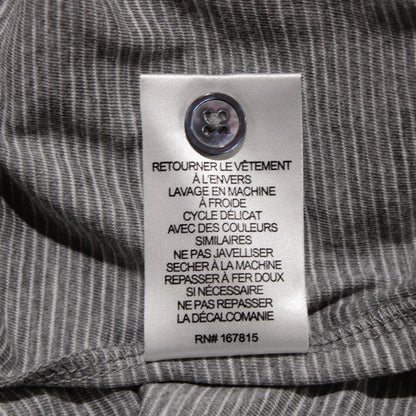 RETOURNER LE VÊTEMENT
À L'ENVERS
LAVAGE EN MACHINE
À FROIDE
CYCLE DÉLICAT
AVEC DES COULEURS
SIMILAIRES
NE PAS JAVELLISER
SECHER À LA MACHINE
REPASSER À FER DOUX
SI NÉCESSAIRE
NE PAS REPASSER
LA DÉCALCOMANIE
RN# 167815